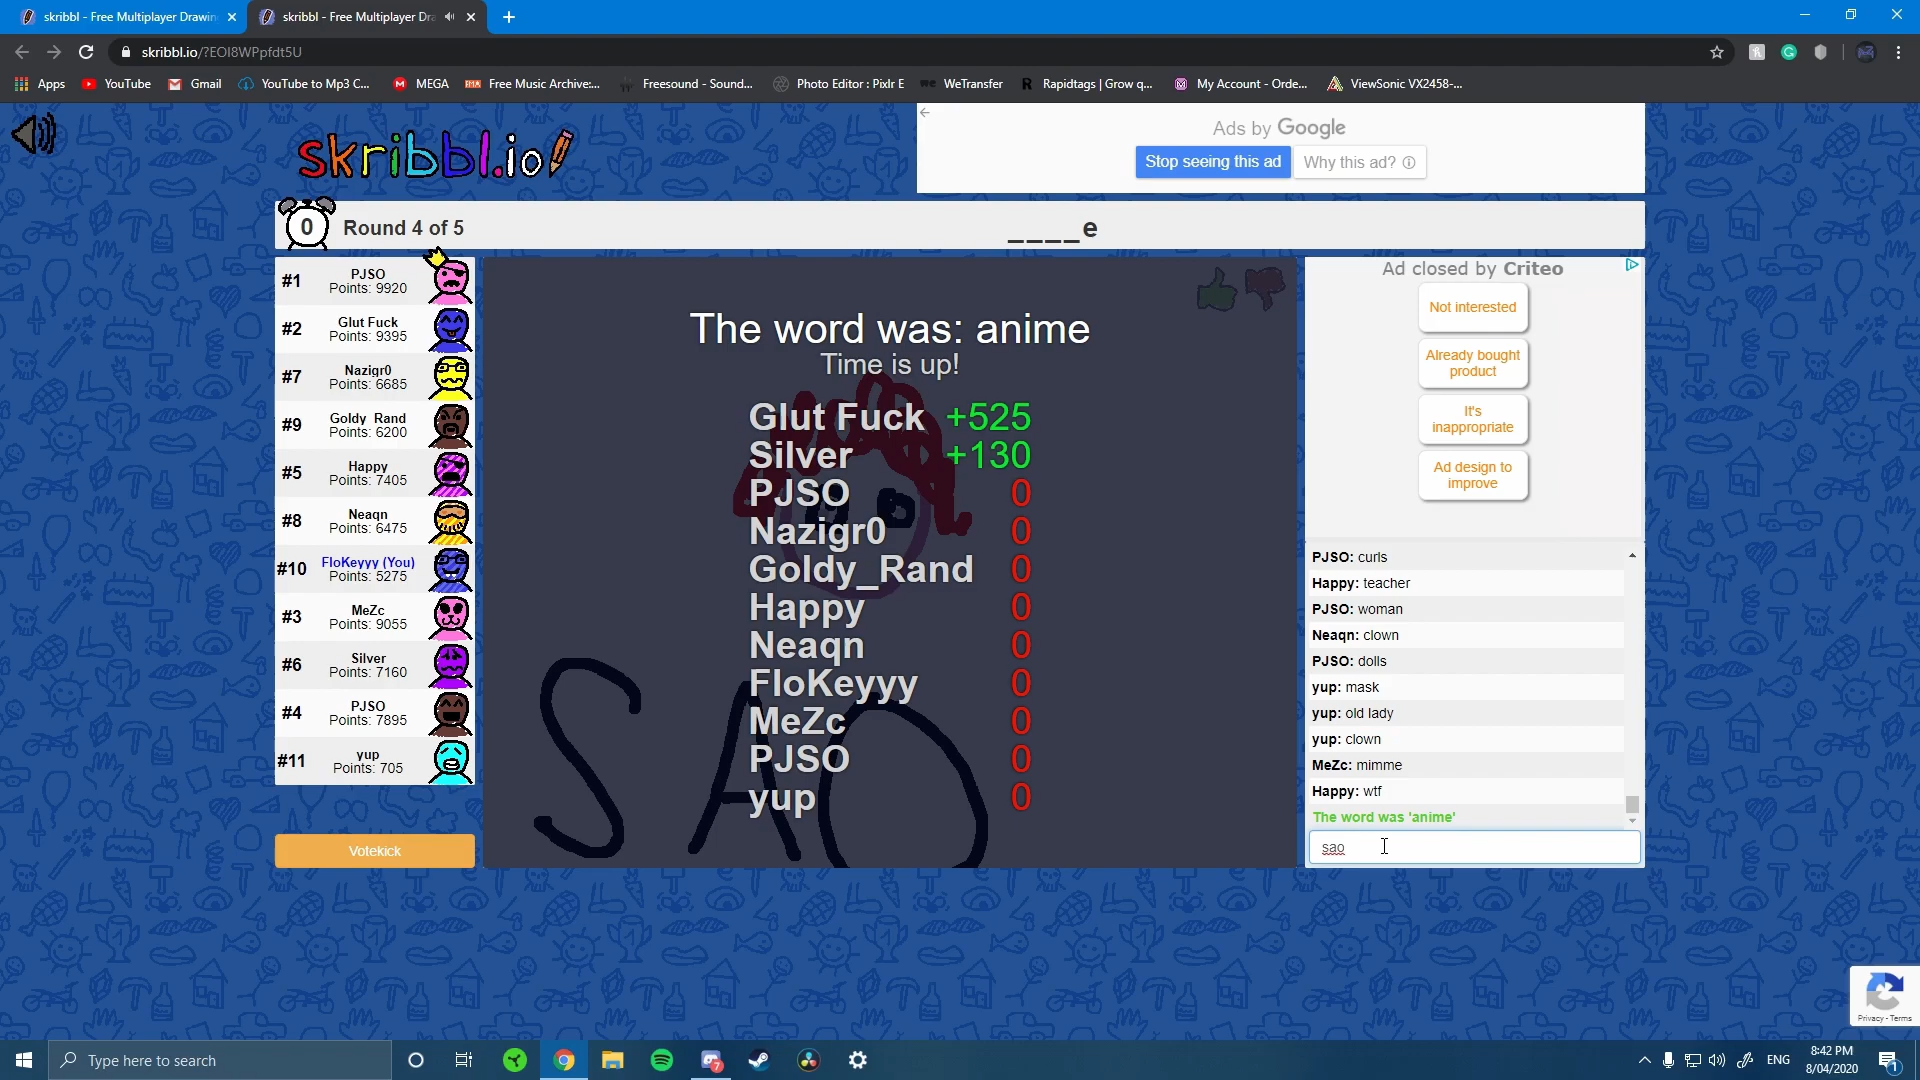 skribbl - Free Multiplayer Drawin
skribbl - Free Multiplayer Dra
skribbl.io/?EOI8WPpfdt5U
Apps
YouTube
Gmail
YouTube to Mp3 C...
MEGA
Free Music Archive:...
Freesound - Sound...
Photo Editor : Pixlr E
WeTransfer
Rapidtags | Grow q...
My Account - Orde...
ViewSonic VX2458-...
skribbl.io
Ads by Google
Stop seeing this ad
Why this ad?
0
Round 4 of 5
____e
#1 PJSO
Points: 9920
#2 Glut Fuck
Points: 9395
#7 Nazigr0
Points: 6685
#9 Goldy_Rand
Points: 6200
#5 Happy
Points: 7405
#8 Neaqn
Points: 6475
#10 FloKeyyy (You)
Points: 5275
#3 MeZc
Points: 9055
#6 Silver
Points: 7160
#4 PJSO
Points: 7895
#11 yup
Points: 705
Votekick
The word was: anime
Time is up!
Glut Fuck +525
Silver +130
PJSO 0
Nazigr0 0
Goldy_Rand 0
Happy 0
Neaqn 0
FloKeyyy 0
MeZc 0
PJSO 0
yup 0
SAO
Ad closed by Criteo
Not interested
Already bought
product
It's
inappropriate
Ad design to
improve
PJSO: curls
Happy: teacher
PJSO: woman
Neaqn: clown
PJSO: dolls
yup: mask
yup: old lady
yup: clown
MeZc: mimme
Happy: wtf
The word was 'anime'
sao
Privacy - Terms
Type here to search
7
ENG
8:42 PM
8/04/2020
1